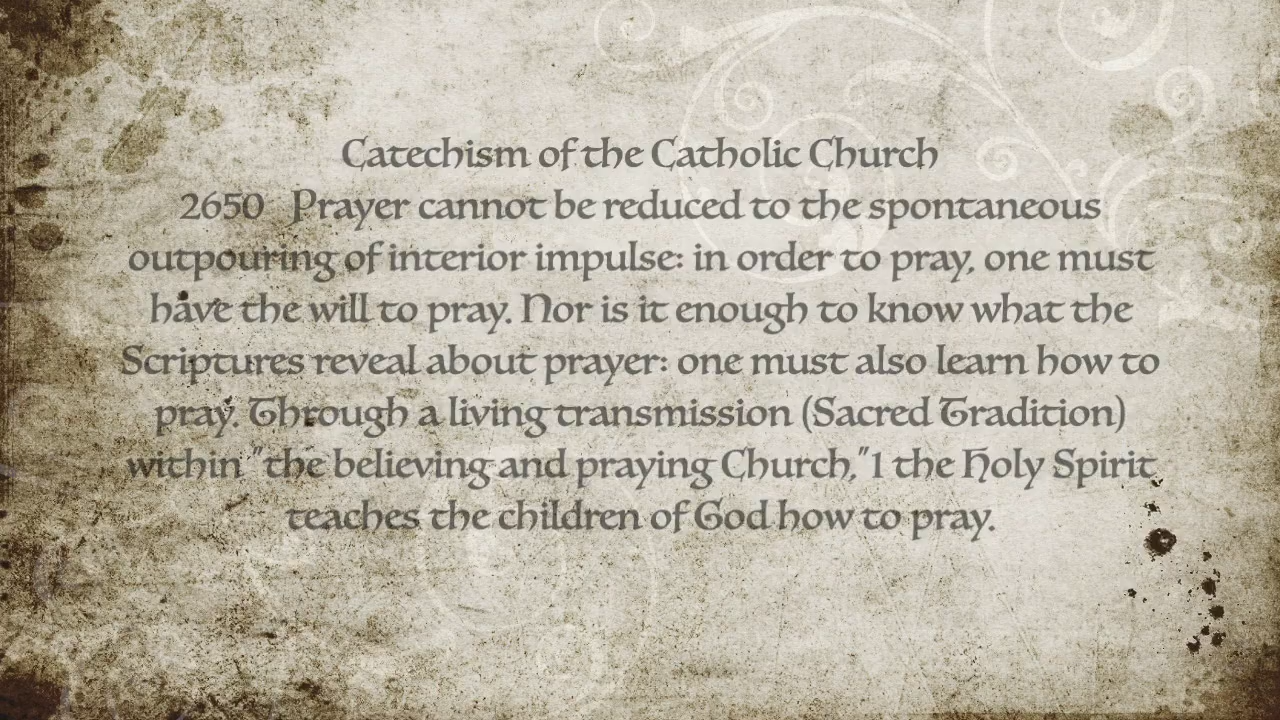 Catechism of the Catholic Church
2650 Prayer cannot be reduced to the spontaneous
outpouring of interior impulse: in order to pray, one must
have the will to pray. Nor is it enough to know what the
Scriptures reveal about prayer: one must also learn how to
pray. Through a living transmission (Sacred Tradition)
within "the believing and praying Church,"1 the Holy Spirit
teaches the children of God how to pray.